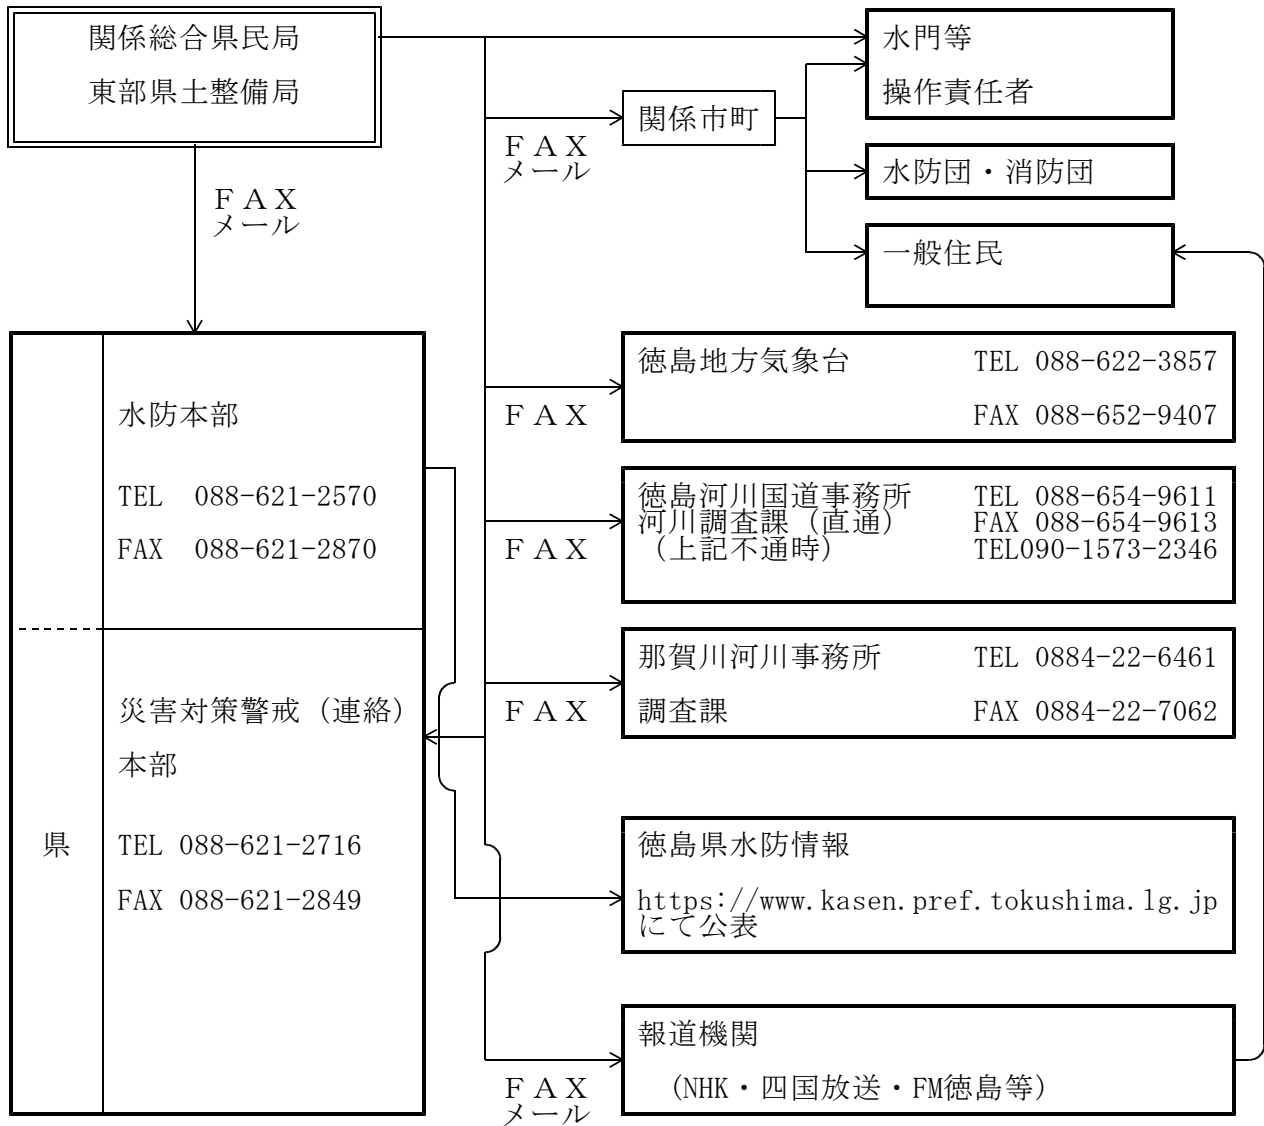 関係総合県民局
東部県土整備局
ＦＡＸ
メール
水門等
操作責任者
関係市町
ＦＡＸ
メール
水防団・消防団
一般住民
県
水防本部
TEL 088-621-2570
FAX 088-621-2870
災害対策警戒（連絡）
本部
TEL 088-621-2716
FAX 088-621-2849
ＦＡＸ
徳島地方気象台 TEL 088-622-3857
FAX 088-652-9407
ＦＡＸ
徳島河川国道事務所 TEL 088-654-9611
河川調査課（直通） FAX 088-654-9613
（上記不通時） TEL090-1573-2346
ＦＡＸ
那賀川河川事務所 TEL 0884-22-6461
調査課 FAX 0884-22-7062
徳島県水防情報
https://www.kasen.pref.tokushima.lg.jp
にて公表
ＦＡＸ
メール
報道機関
（NHK・四国放送・FM徳島等）